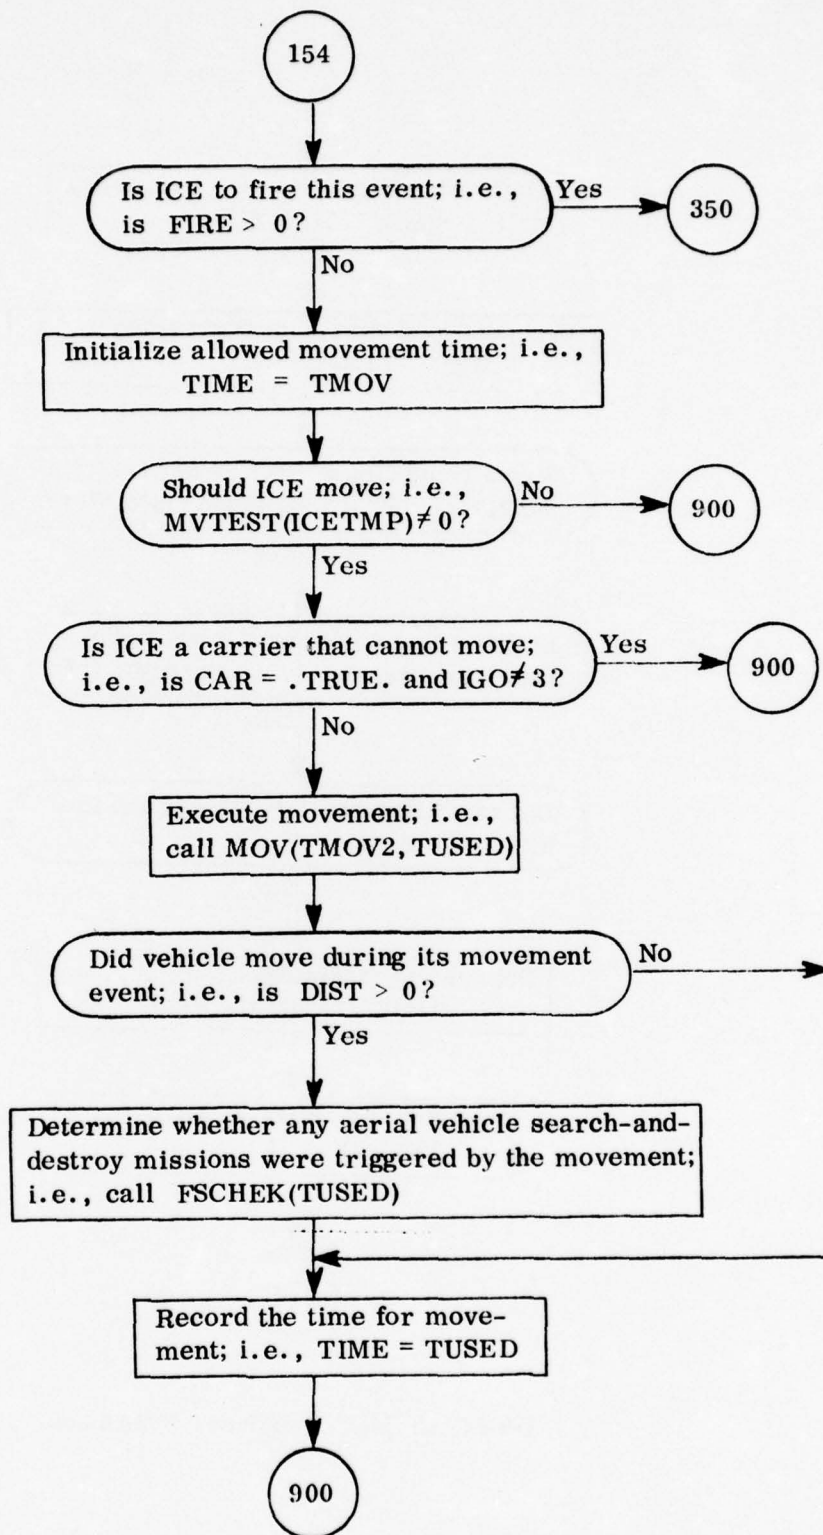 154
Is ICE to fire this event; i.e.,
is FIRE > 0?
Yes
350
No
Initialize allowed movement time; i.e.,
TIME = TMOV
Should ICE move; i.e.,
MVTEST(ICETMP)≠ 0?
No
900
Yes
Is ICE a carrier that cannot move;
i.e., is CAR = .TRUE. and IGO≠ 3?
Yes
900
No
Execute movement; i.e.,
call MOV(TMOV2, TUSED)
Did vehicle move during its movement
event; i.e., is DIST > 0?
No
Yes
Determine whether any aerial vehicle search-and-
destroy missions were triggered by the movement;
i.e., call FSCHEK(TUSED)
Record the time for move-
ment; i.e., TIME = TUSED
900